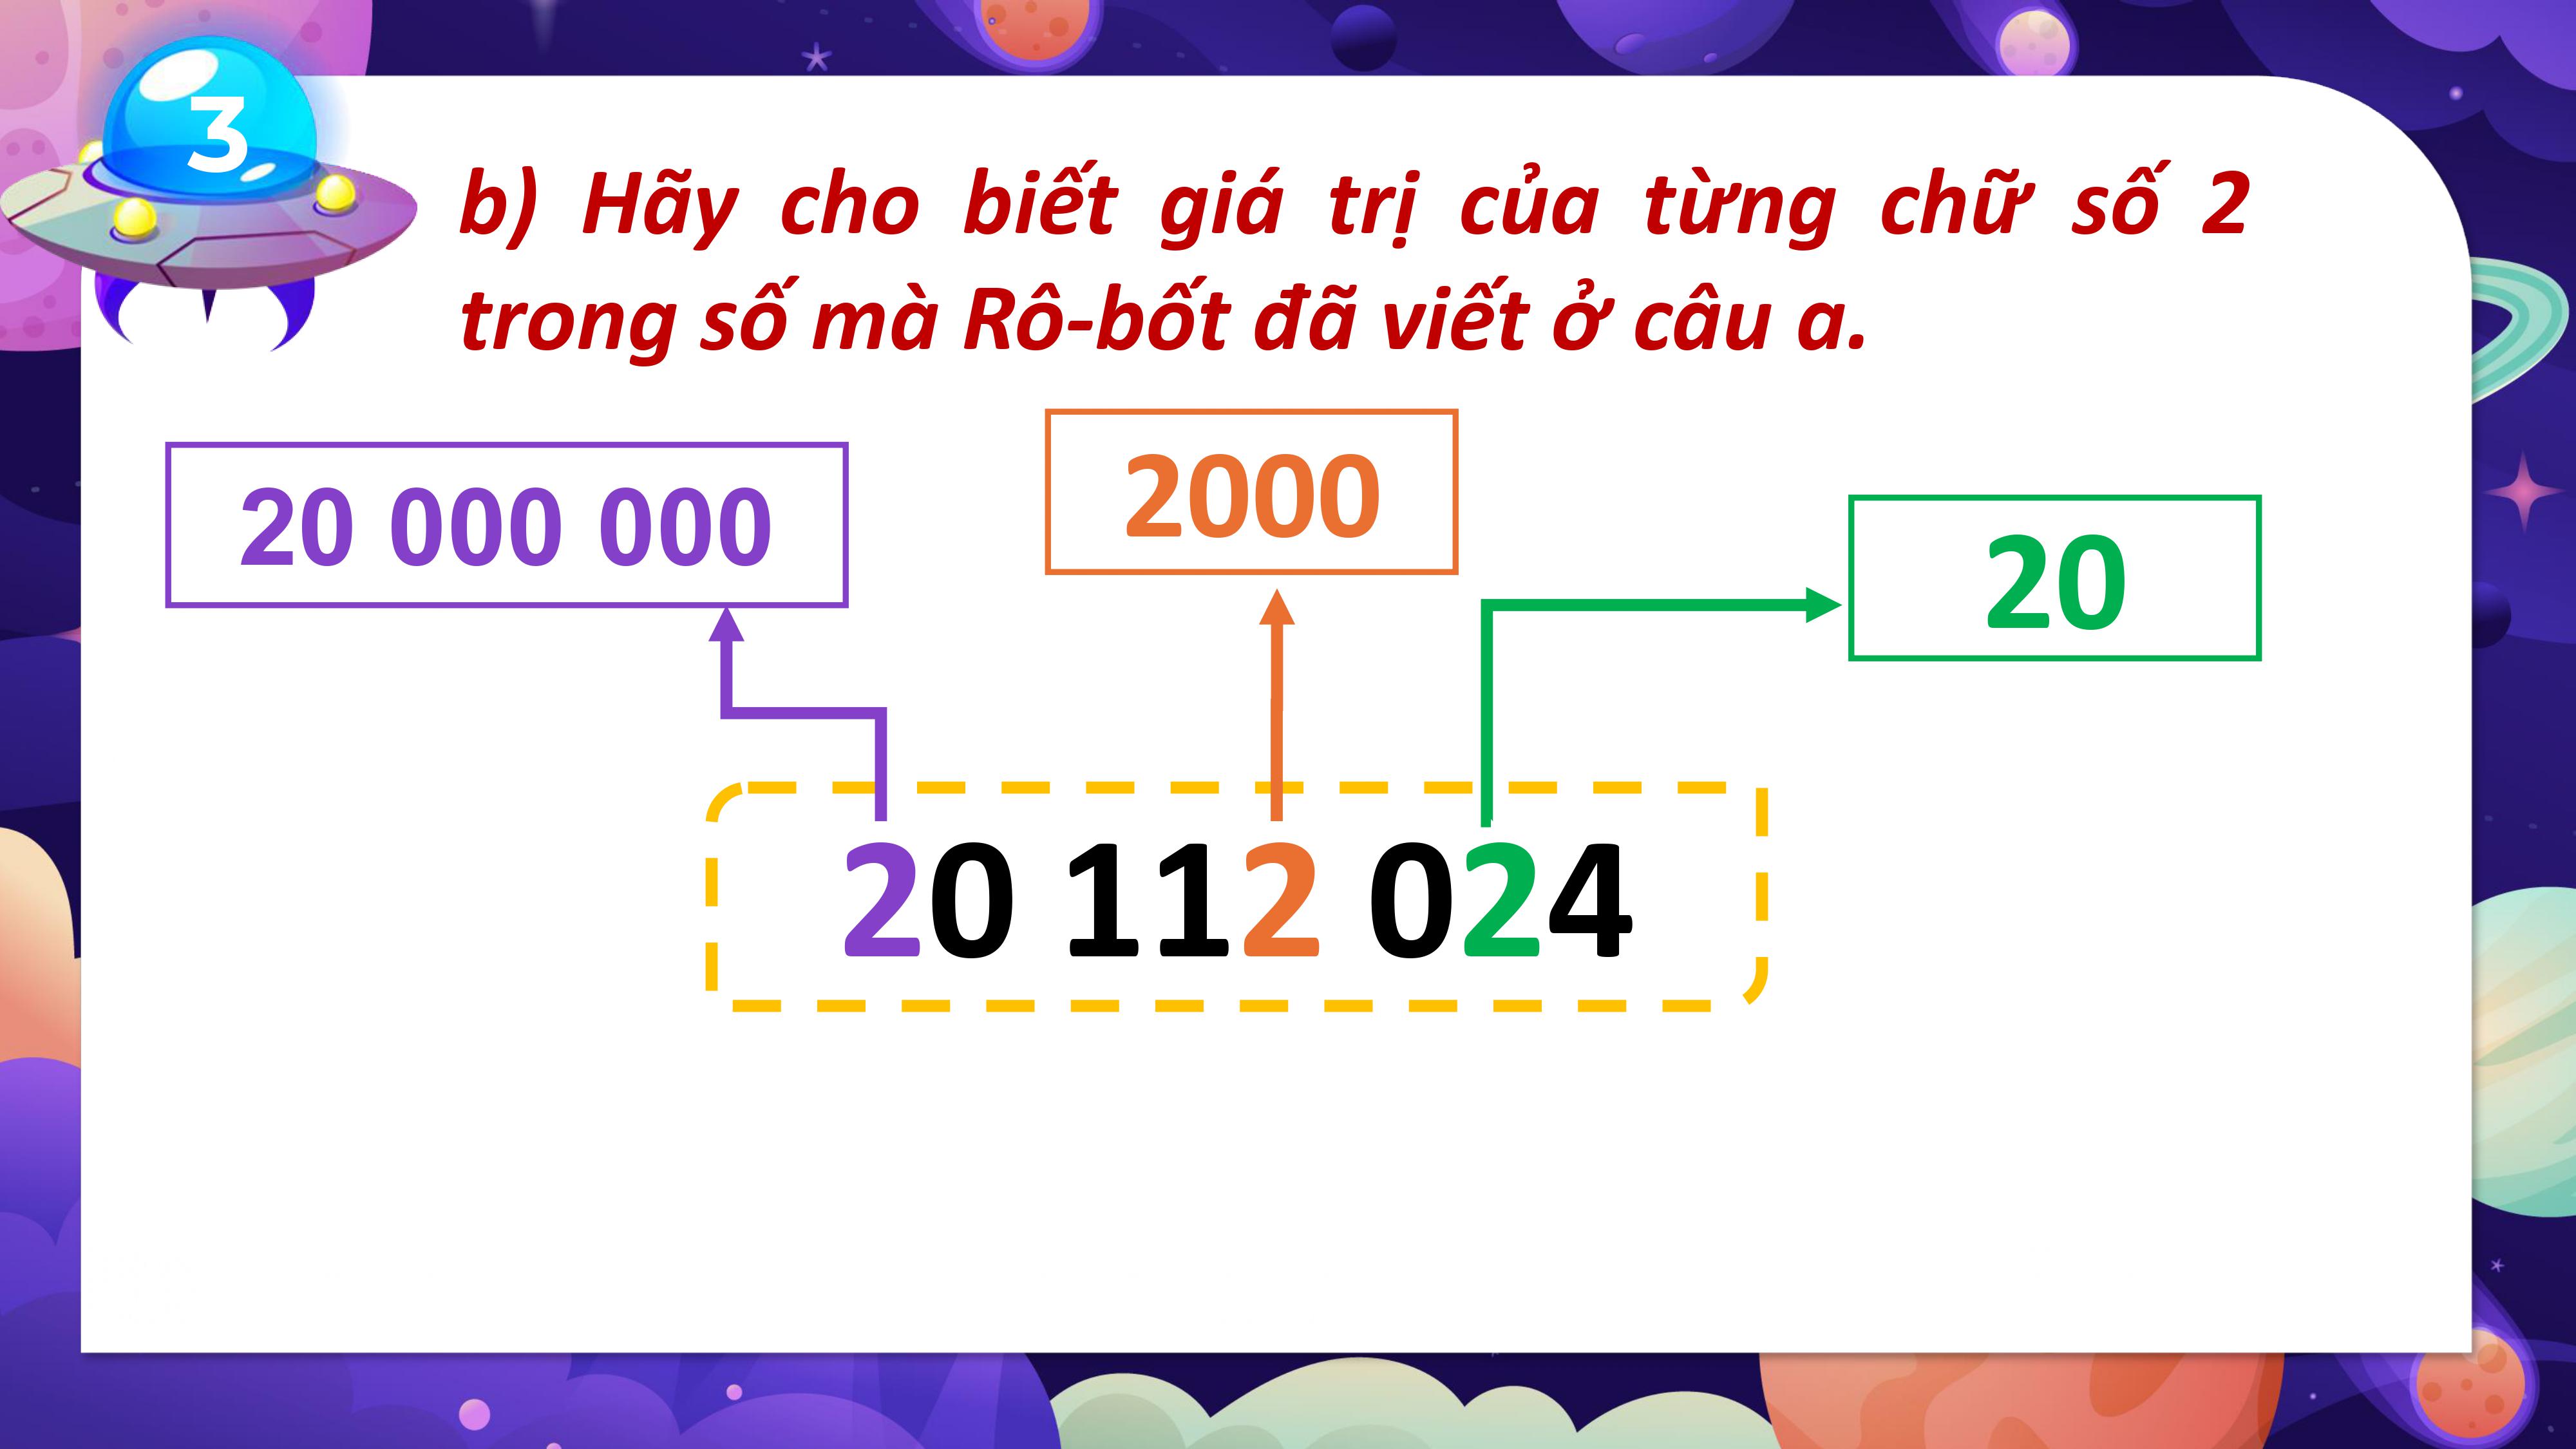 3
b) Hãy cho biết giá trị của từng chữ số 2
trong số mà Rô-bốt đã viết ở câu a.
20 000 000
2000
20
20 112 024